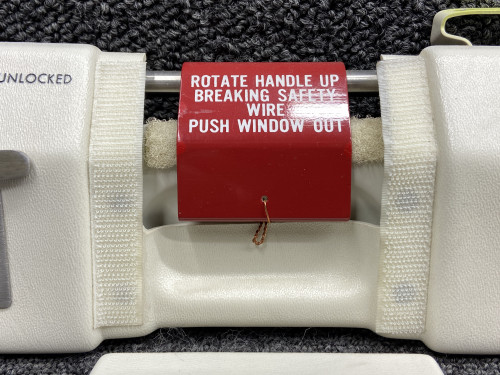 UNLOCKED
ROTATE HANDLE UP
BREAKING SAFETY
WIRE
PUSH WINDOW OUT